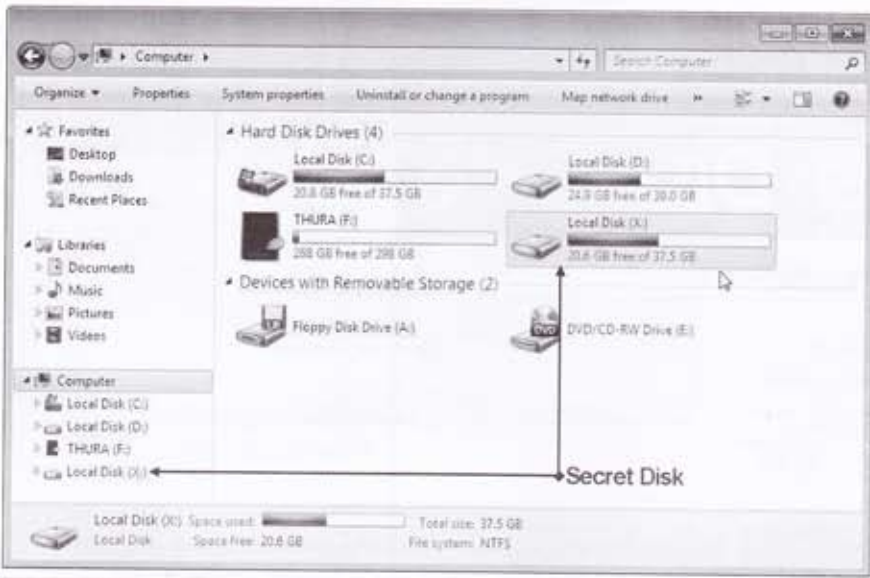 Computer
Search Computer
Organize
Properties
System properties
Uninstall or change a program
Map network drive
»
Favorites
Desktop
Downloads
Recent Places
Libraries
Documents
Music
Pictures
Videos
Computer
Local Disk (C:)
Local Disk (D:)
THURA (F:)
Local Disk (X:)
Hard Disk Drives (4)
Local Disk (C:)
20.8 GB free of 37.5 GB
Local Disk (D:)
24.9 GB free of 39.0 GB
THURA (F:)
268 GB free of 298 GB
Local Disk (X:)
20.6 GB free of 37.5 GB
Devices with Removable Storage (2)
Floppy Disk Drive (A:)
DVD
DVD/CD-RW Drive (E:)
Secret Disk
Local Disk (X:) Space used: Total size: 37.5 GB
Local Disk Space free: 20.6 GB File system: NTFS